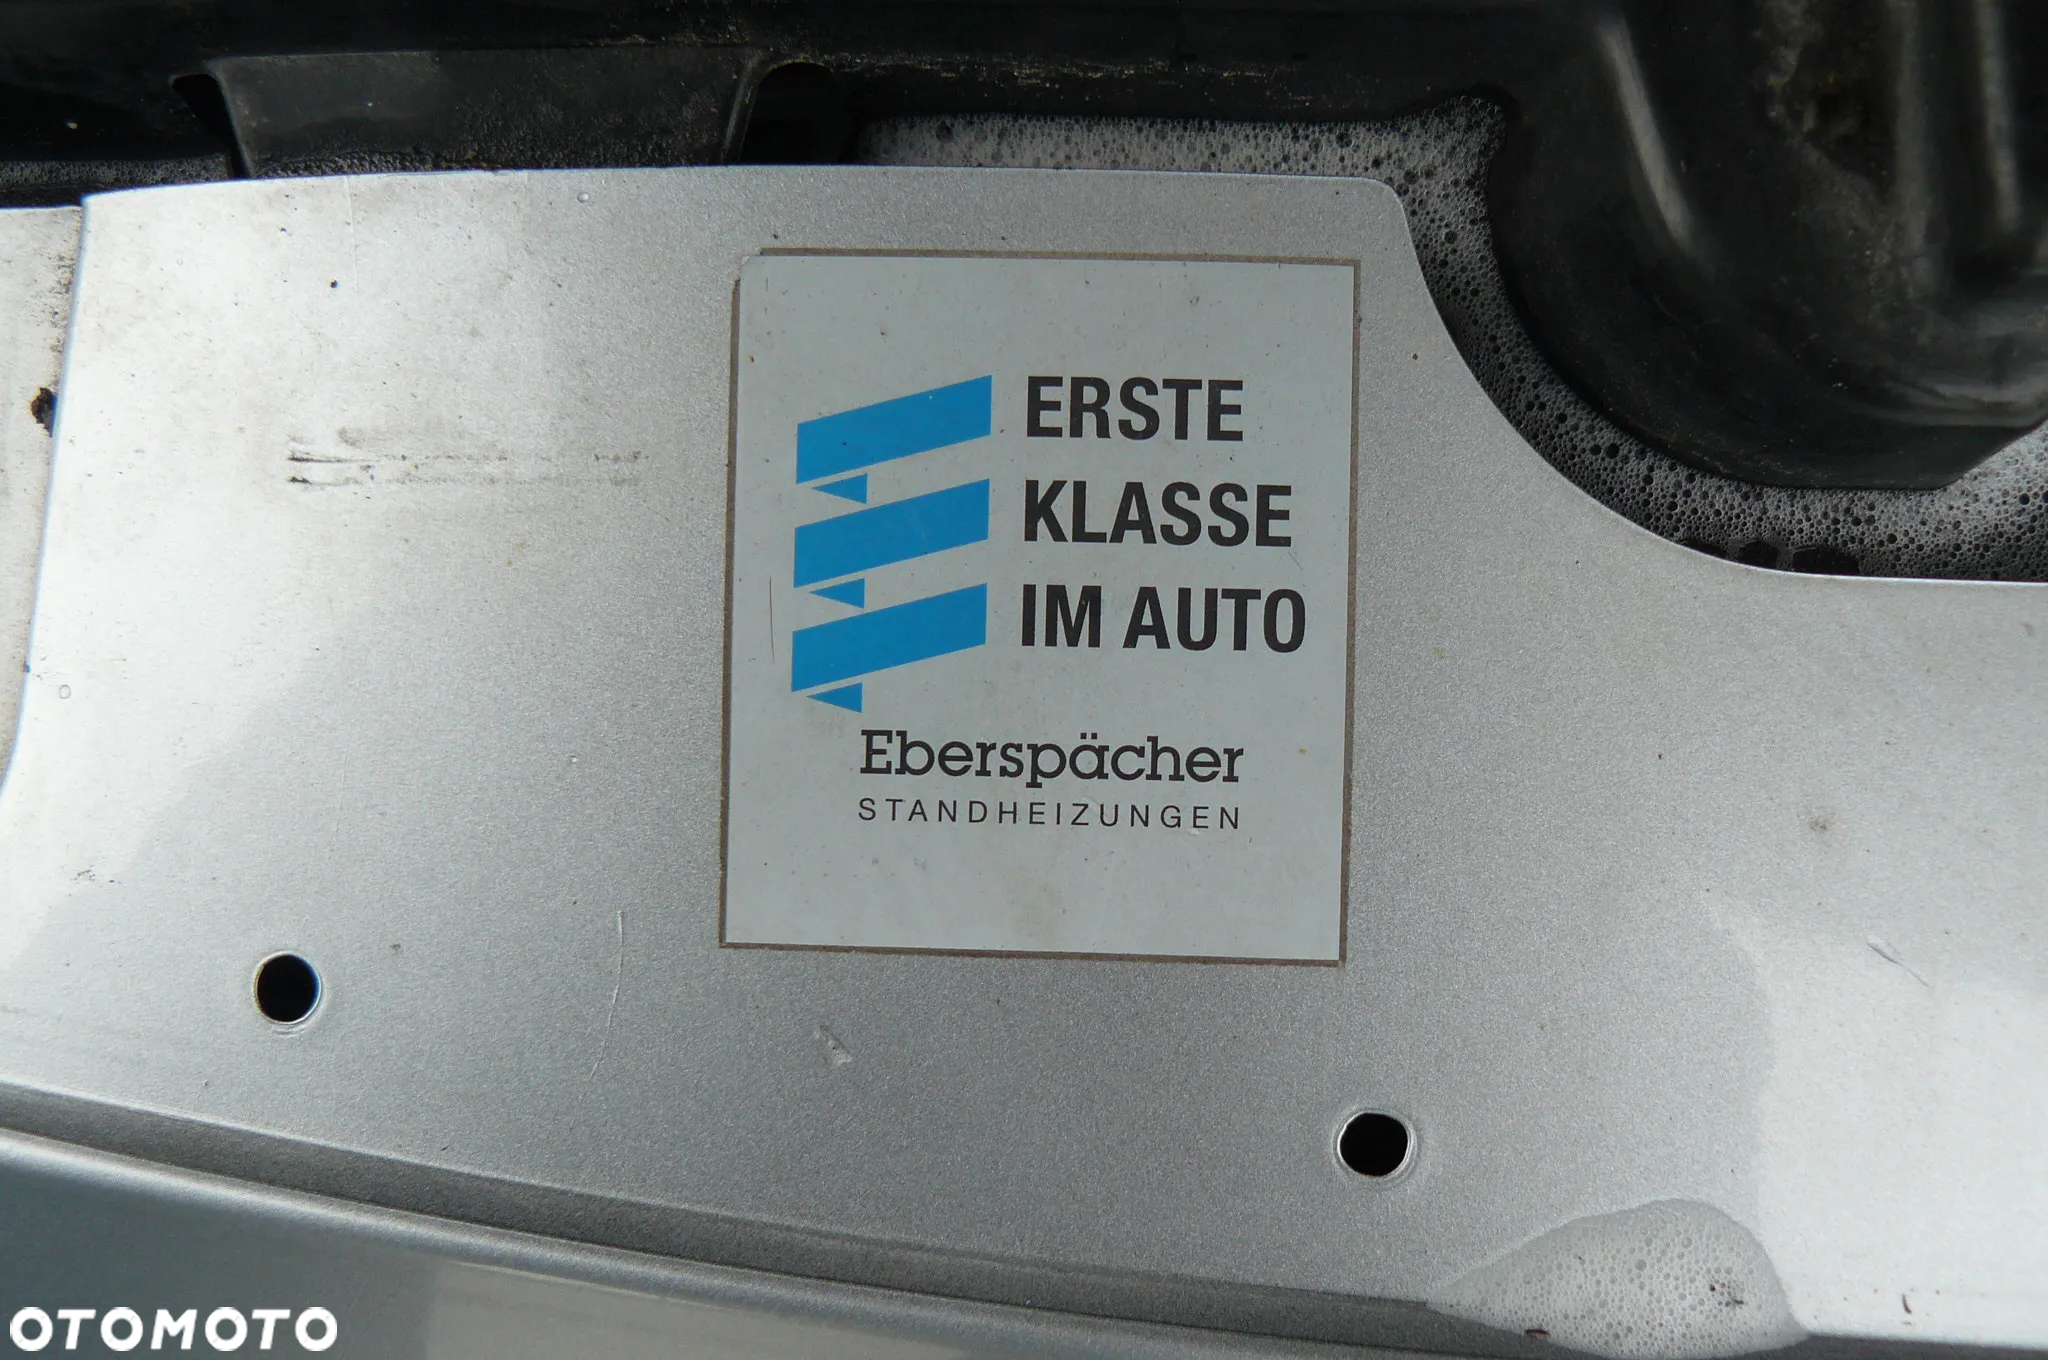 ERSTE
KLASSE
IM AUTO
Eberspächer
STANDHEIZUNGEN
OTOMOTO